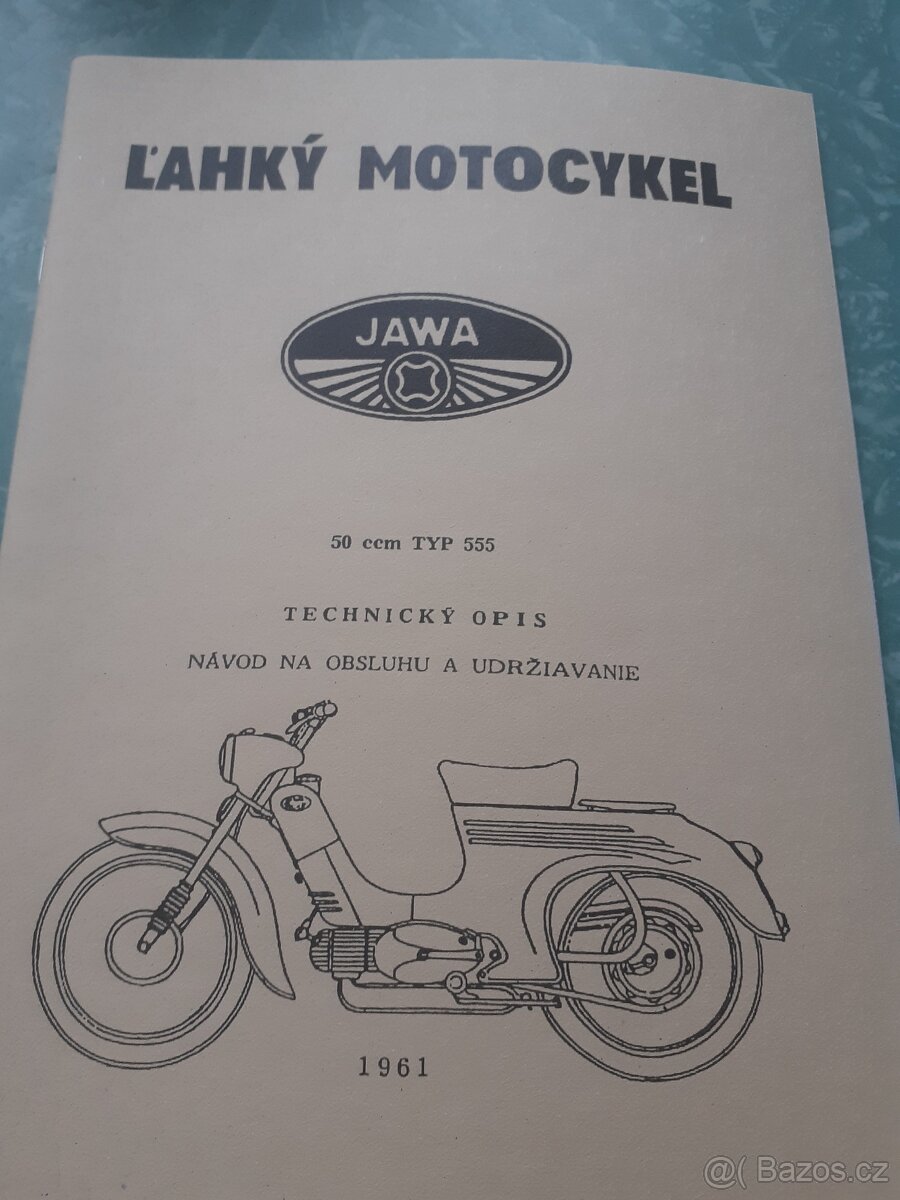 ĽAHKÝ MOTOCYKEL
JAWA
50 ccm TYP 555
TECHNICKÝ OPIS
NÁVOD NA OBSLUHU A UDRŽIAVANIE
1961
@( Bazos.cz